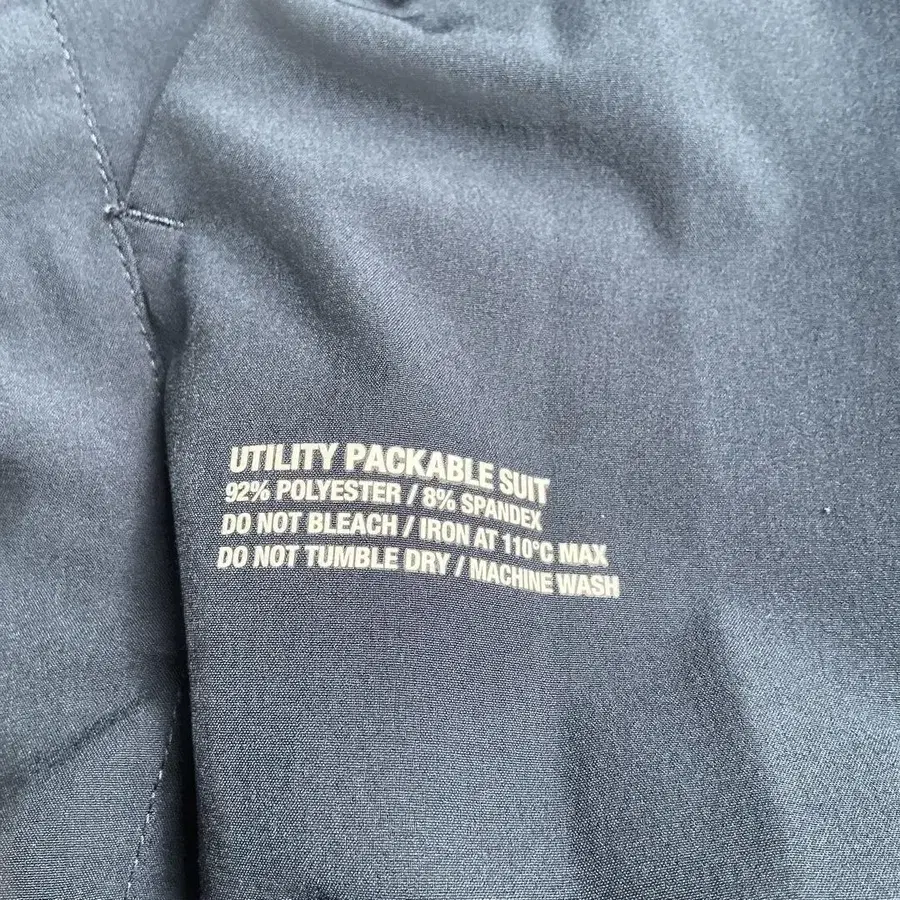 UTILITY PACKABLE SUIT
92% POLYESTER / 8% SPANDEX
DO NOT BLEACH / IRON AT 110°C MAX
DO NOT TUMBLE DRY / MACHINE WASH